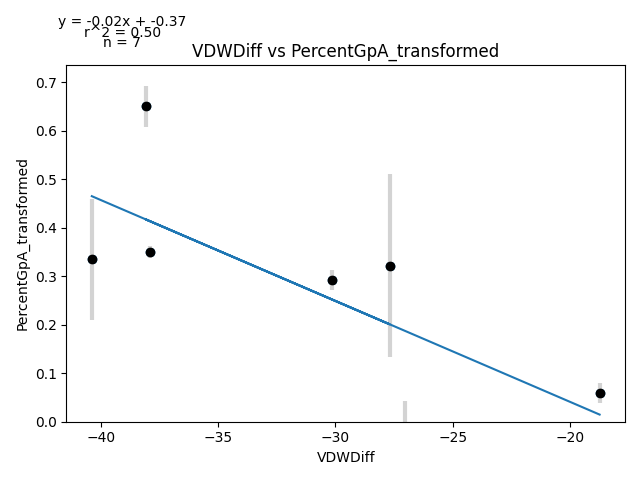 y = -0.02x + -0.37
r^2 = 0.50
n = 7
VDWDiff vs PercentGpA_transformed
0.7
0.6
0.5
0.4
0.3
0.2
0.1
0.0
PercentGpA_transformed
−40 −35 −30 −25 −20
VDWDiff